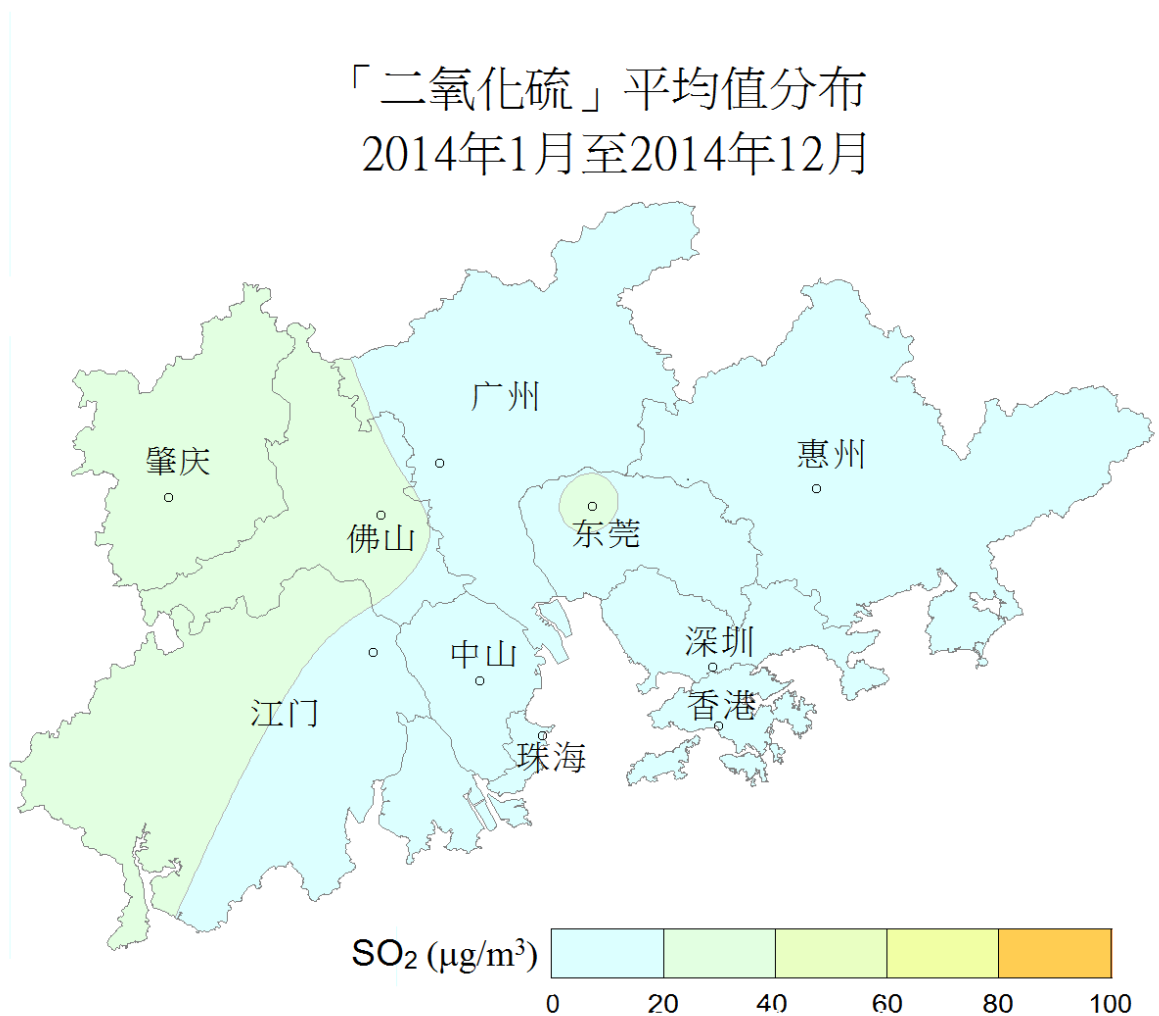 「二氧化硫」平均值分布
2014年1月至2014年12月
广州
惠州
肇庆
佛山
东莞
深圳
中山
香港
江门
珠海
SO₂ (μg/m³)
0 20 40 60 80 100